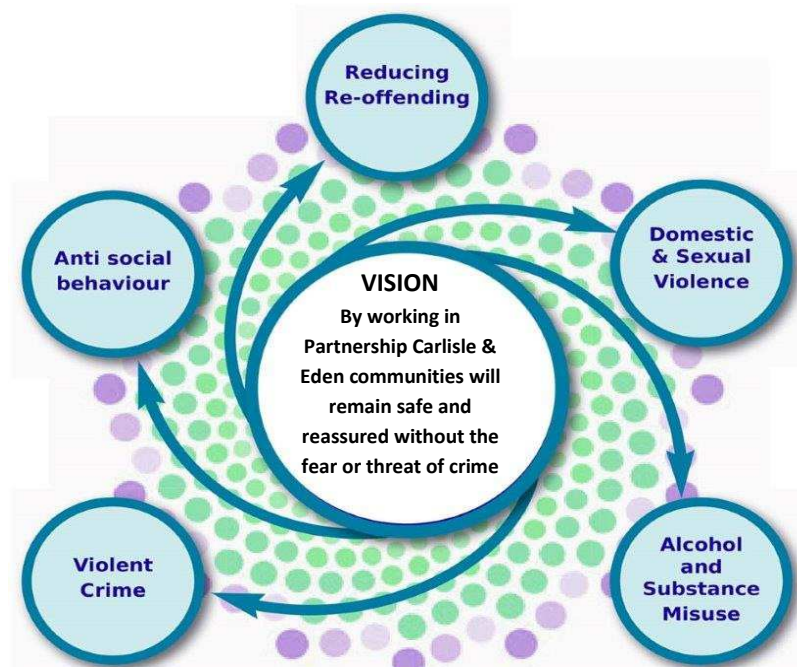 Reducing
Re-offending
Anti social
behaviour
Domestic
& Sexual
Violence
VISION
By working in
Partnership Carlisle &
Eden communities will
remain safe and
reassured without the
fear or threat of crime
Violent
Crime
Alcohol
and
Substance
Misuse